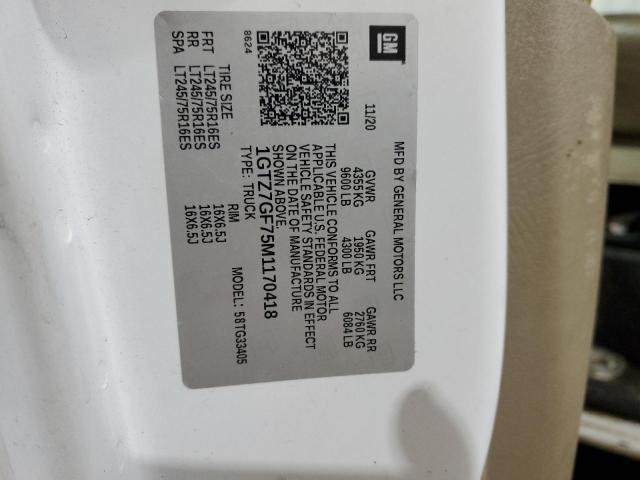 GM
MFD BY GENERAL MOTORS LLC
11/20
GVWR GAWR FRT GAWR RR
4355 KG 1950 KG 2760 KG
9600 LB 4300 LB 6084 LB
THIS VEHICLE CONFORMS TO ALL
APPLICABLE U.S. FEDERAL MOTOR
VEHICLE SAFETY STANDARDS IN EFFECT
ON THE DATE OF MANUFACTURE
SHOWN ABOVE.
1GTZ7GF75M1170418
8624 TYPE: TRUCK MODEL: 58TG33405
TIRE SIZE RIM
FRT LT245/75R16ES 16X6.5J
RR LT245/75R16ES 16X6.5J
SPA LT245/75R16ES 16X6.5J